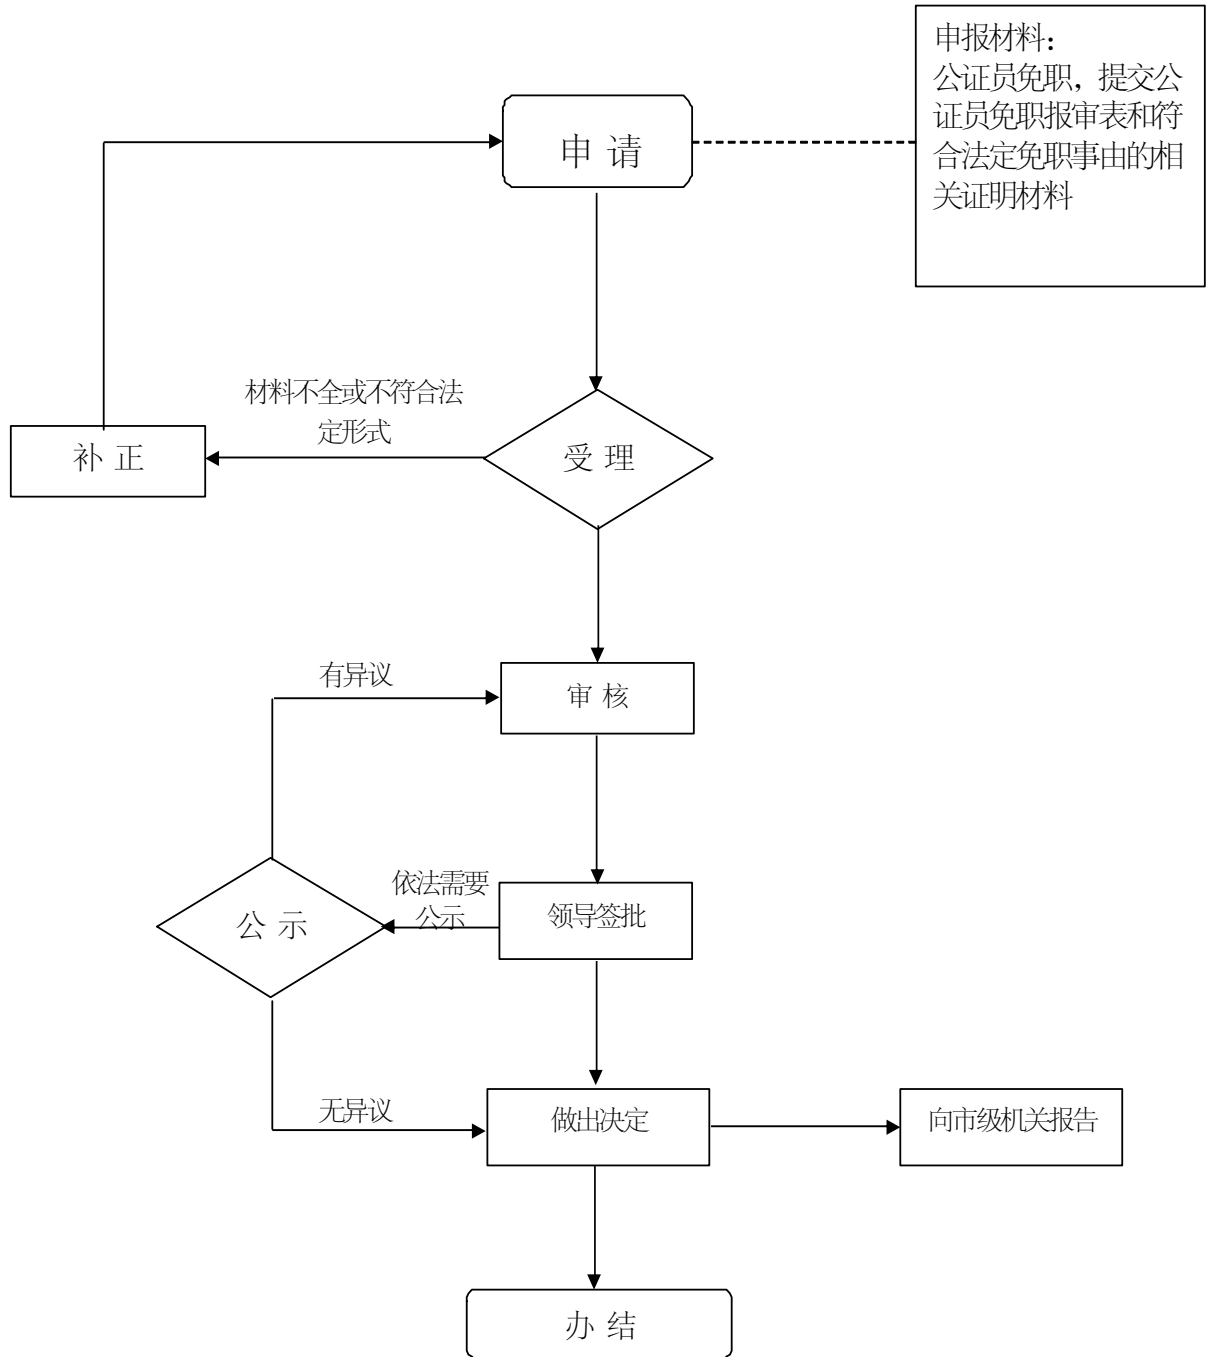 申报材料：
公证员免职，提交公
证员免职报审表和符
合法定免职事由的相
关证明材料
申 请
材料不全或不符合法
定形式
补 正
受 理
有异议
审 核
依法需要
公示
公 示
领导签批
无异议
做出决定
向市级机关报告
办 结